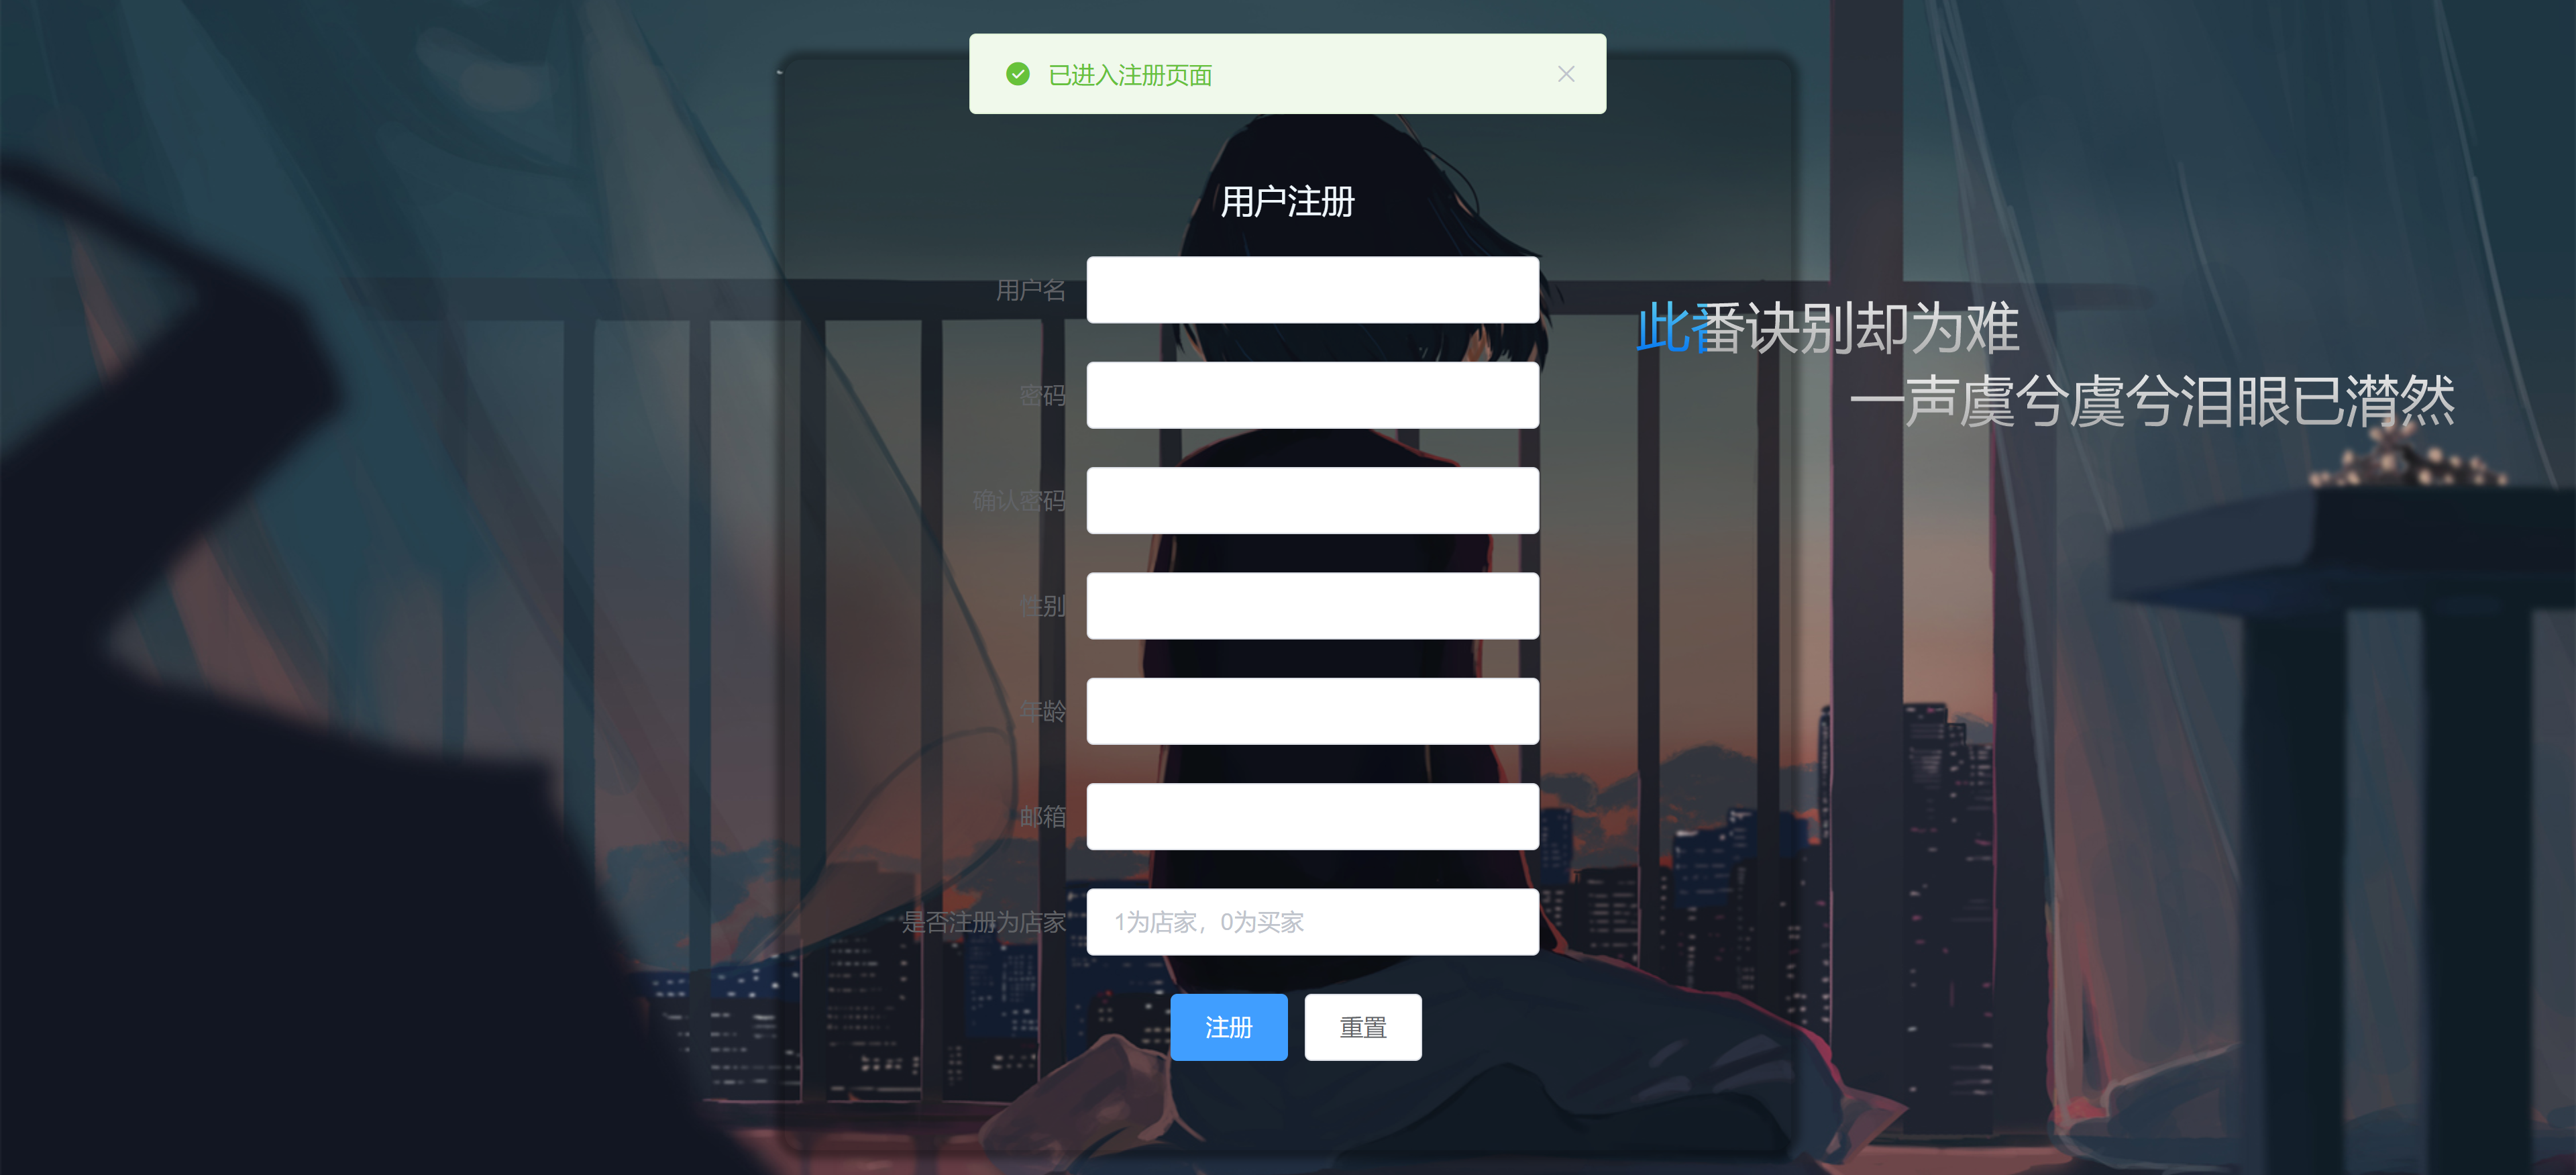 已进入注册页面
用户注册
用户名
密码
确认密码
性别
年龄
邮箱
是否注册为店家 1为店家，0为买家
注册 重置
此番诀别却为难
一声虞兮虞兮泪眼已潸然